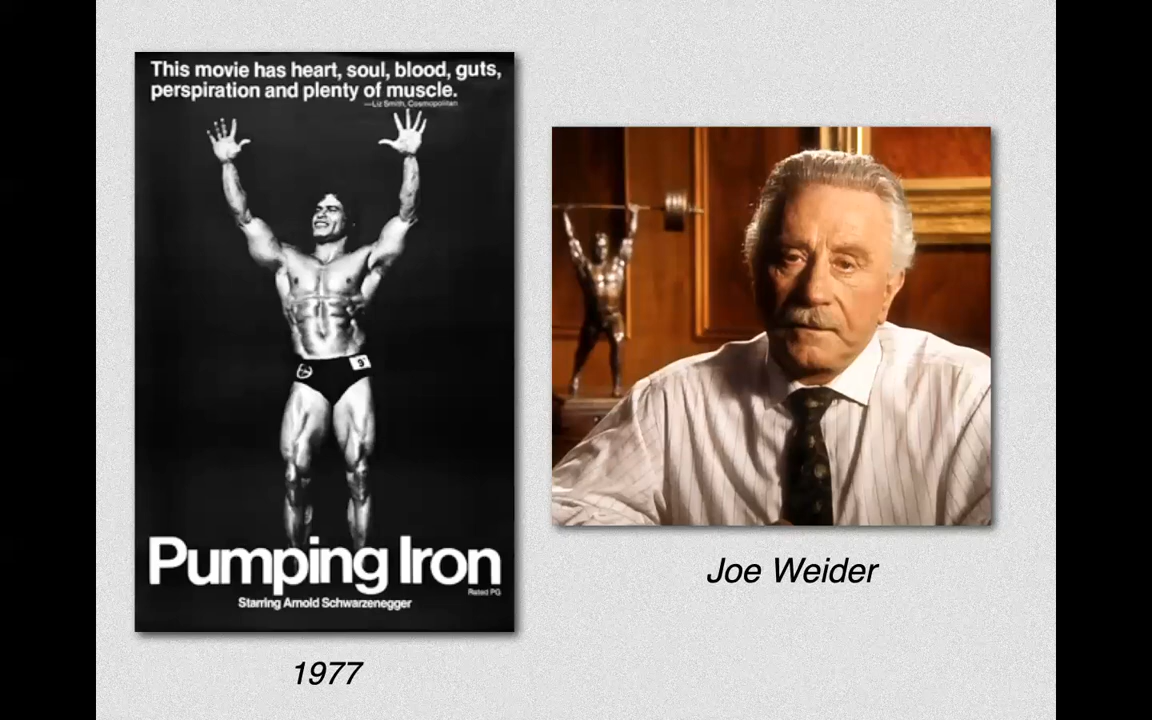 This movie has heart, soul, blood, guts,
perspiration and plenty of muscle.
—Liz Smith, Cosmopolitan
9
Pumping Iron
Rated PG
Starring Arnold Schwarzenegger
1977
Joe Weider